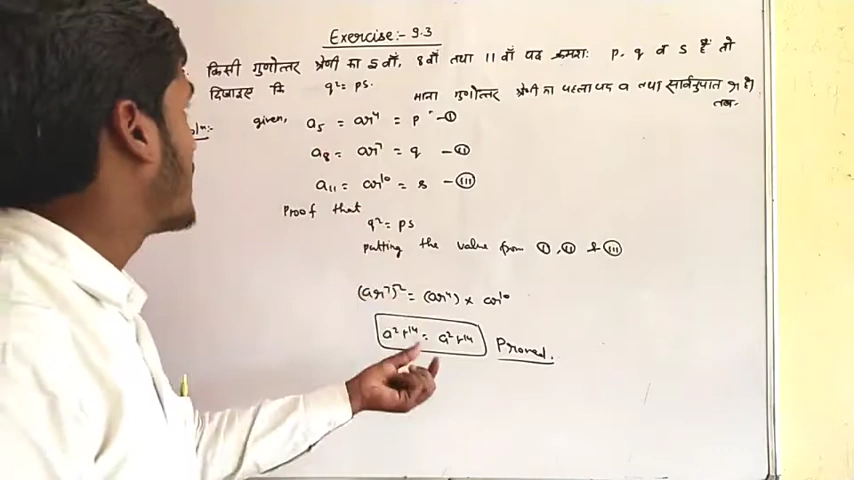 Exercise:- 9.3
किसी गुणोत्तर श्रेणी का 5वाँ, 8वाँ तथा 11वाँ पद क्रमशः P, q व s हैं तो
दिखाइए कि q² = ps. माना गुणोत्तर श्रेणी का पहला पद a तथा सार्वनुपात r है।
तब-
given, a₅ = ar⁴ = p -①
a₈ = ar⁷ = q -②
a₁₁ = ar¹⁰ = s -③
Proof that
q² = ps
putting the value from ①, ② & ③
(ar⁷)² = (ar⁴) × ar¹⁰
a²r¹⁴ = a²r¹⁴ Proved.